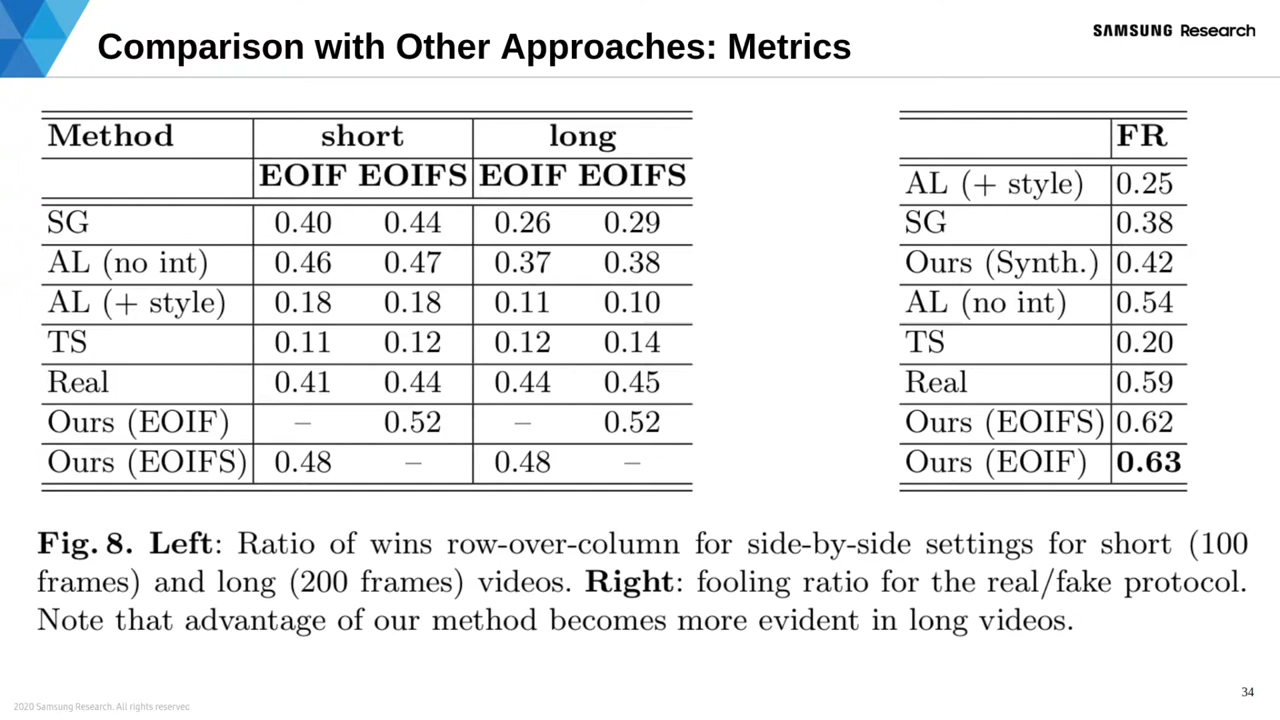 Comparison with Other Approaches: Metrics
SAMSUNG Research
Method short long
EOIF EOIFS EOIF EOIFS
SG 0.40 0.44 0.26 0.29
AL (no int) 0.46 0.47 0.37 0.38
AL (+ style) 0.18 0.18 0.11 0.10
TS 0.11 0.12 0.12 0.14
Real 0.41 0.44 0.44 0.45
Ours (EOIF) – 0.52 – 0.52
Ours (EOIFS) 0.48 – 0.48 –
FR
AL (+ style) 0.25
SG 0.38
Ours (Synth.) 0.42
AL (no int) 0.54
TS 0.20
Real 0.59
Ours (EOIFS) 0.62
Ours (EOIF) 0.63
Fig. 8. Left: Ratio of wins row-over-column for side-by-side settings for short (100
frames) and long (200 frames) videos. Right: fooling ratio for the real/fake protocol.
Note that advantage of our method becomes more evident in long videos.
34
2020 Samsung Research. All rights reserved